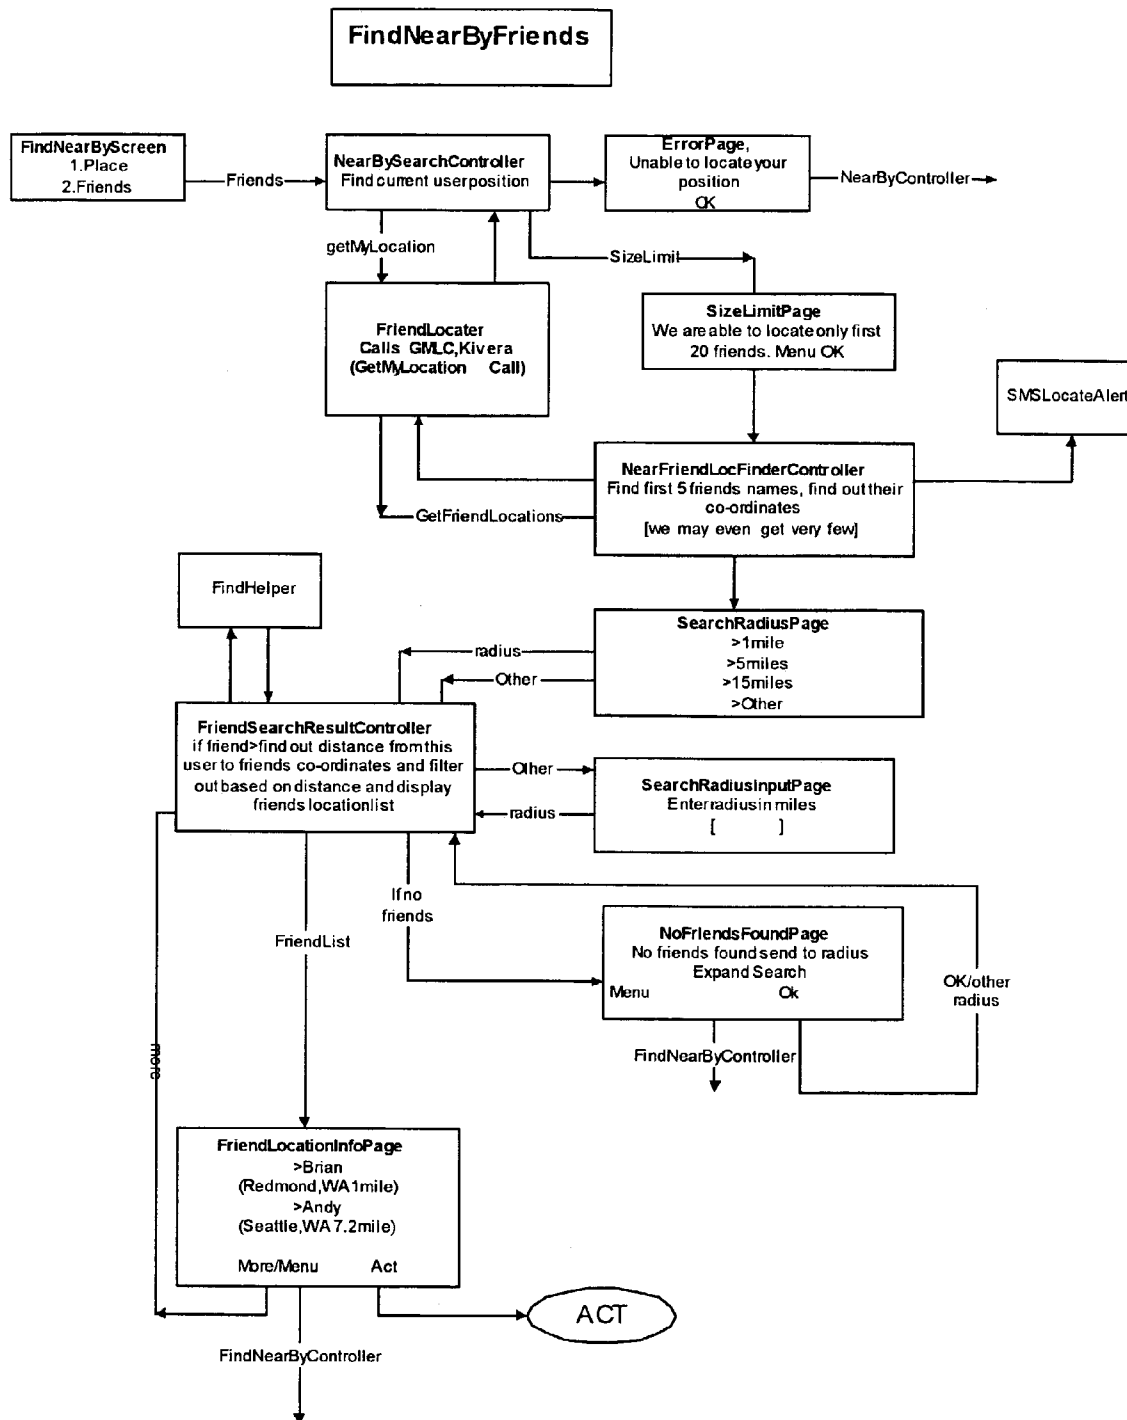 FindNearByFriends
FindNearByScreen
1.Place
2.Friends
Friends
NearBySearchController
Find current user position
ErrorPage,
Unable to locate your
position
OK
NearByController
getMyLocation
SizeLimit
FriendLocater
Calls GMLC,Kivera
(GetMyLocation Call)
SizeLimitPage
We are able to locate only first
20 friends. Menu OK
SMSLocateAlert
NearFriendLocFinderController
Find first 5 friends names, find out their
co-ordinates
[we may even get very few]
GetFriendLocations
FindHelper
SearchRadiusPage
>1mile
>5miles
>15miles
>Other
radius
Other
FriendSearchResultController
if friend>find out distance from this
user to friends co-ordinates and filter
out based on distance and display
friends locationlist
Other
radius
SearchRadiusInputPage
Enter radius in miles
[ ]
If no
friends
FriendList
NoFriendsFoundPage
No friends found send to radius
Expand Search
Menu Ok
OK/other
radius
FindNearByController
more
FriendLocationInfoPage
>Brian
(Redmond,WA 1mile)
>Andy
(Seattle,WA 7.2mile)
More/Menu Act
ACT
FindNearByController